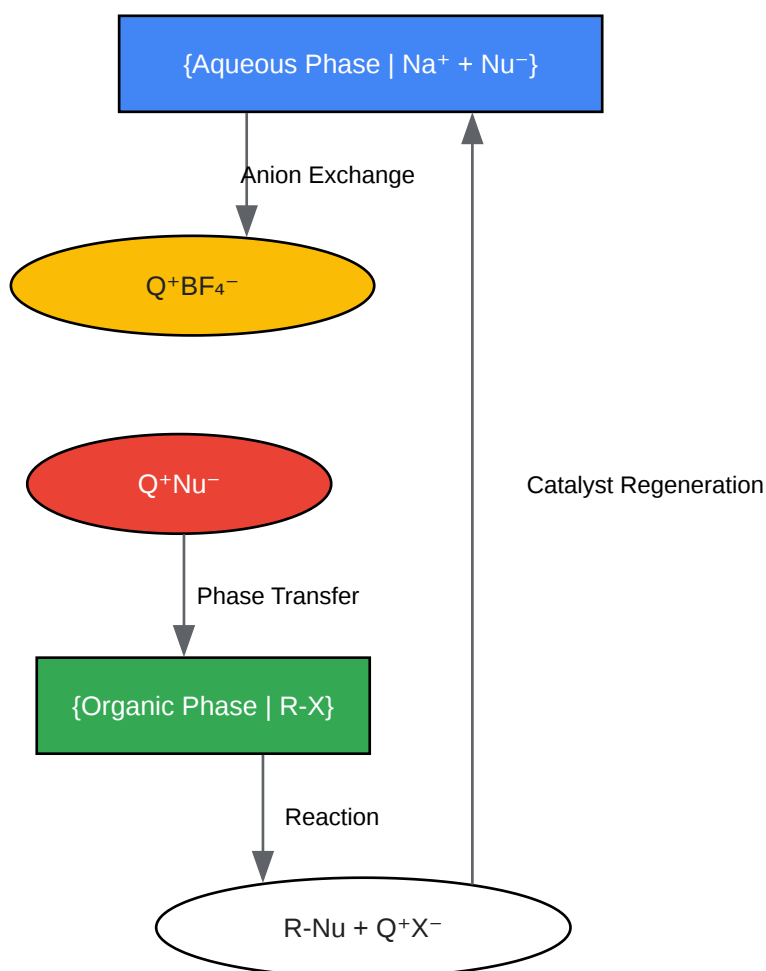 {Aqueous Phase | Na⁺ + Nu⁻}
Anion Exchange
Q⁺BF₄⁻
Q⁺Nu⁻
Catalyst Regeneration
Phase Transfer
{Organic Phase | R-X}
Reaction
R-Nu + Q⁺X⁻